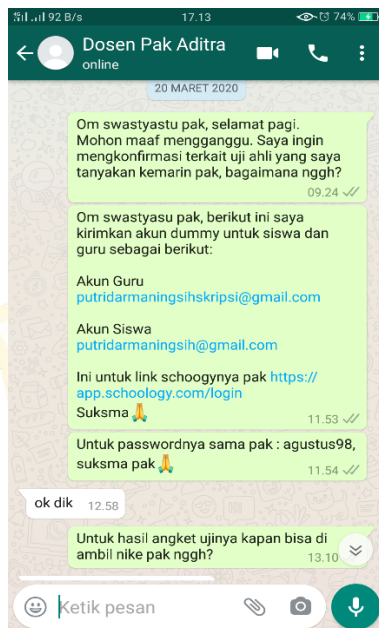 92 B/s 17.13 74%
Dosen Pak Aditra
online
20 MARET 2020
Om swastyastu pak, selamat pagi.
Mohon maaf mengganggu. Saya ingin
mengkonfirmasi terkait uji ahli yang saya
tanyakan kemarin pak, bagaimana nggh?
09.24
Om swastyasu pak, berikut ini saya
kirimkan akun dummy untuk siswa dan
guru sebagai berikut:
Akun Guru
putridarmaningsihskripsi@gmail.com
Akun Siswa
putridarmaningsih@gmail.com
Ini untuk link schoogynya pak https://
app.schoology.com/login
Suksma🙏
11.53
Untuk passwordnya sama pak : agustus98,
suksma pak🙏
11.54
ok dik 12.58
Untuk hasil angket ujinya kapan bisa di
ambil nike pak nggh?
13.10
Ketik pesan